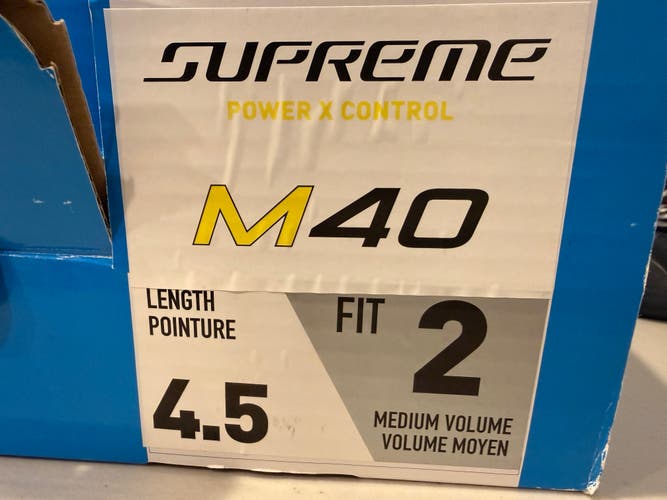 SUPREME
POWER X CONTROL
M40
LENGTH
POINTURE
4.5
FIT 2
MEDIUM VOLUME
VOLUME MOYEN